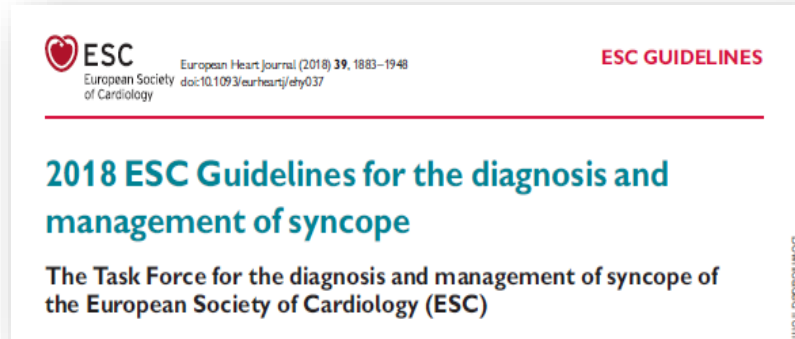 ESC
European Society
of Cardiology
European Heart Journal (2018) 39, 1883–1948
doi:10.1093/eurheartj/ehy037
ESC GUIDELINES
2018 ESC Guidelines for the diagnosis and
management of syncope
The Task Force for the diagnosis and management of syncope of
the European Society of Cardiology (ESC)